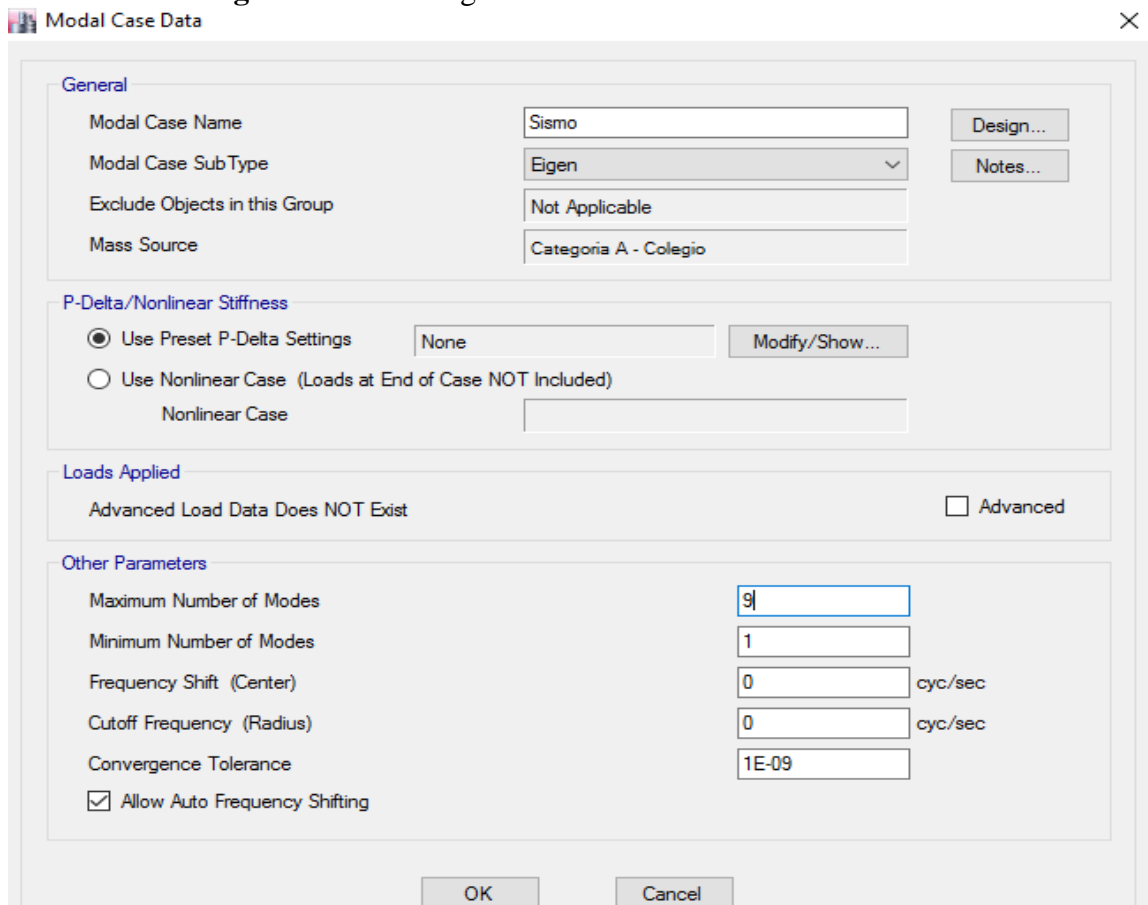 Modal Case Data
General
Modal Case Name Sismo Design...
Modal Case SubType Eigen Notes...
Exclude Objects in this Group Not Applicable
Mass Source Categoria A - Colegio
P-Delta/Nonlinear Stiffness
Use Preset P-Delta Settings None Modify/Show...
Use Nonlinear Case (Loads at End of Case NOT Included)
Nonlinear Case
Loads Applied
Advanced Load Data Does NOT Exist Advanced
Other Parameters
Maximum Number of Modes 9
Minimum Number of Modes 1
Frequency Shift (Center) 0 cyc/sec
Cutoff Frequency (Radius) 0 cyc/sec
Convergence Tolerance 1E-09
Allow Auto Frequency Shifting
OK Cancel